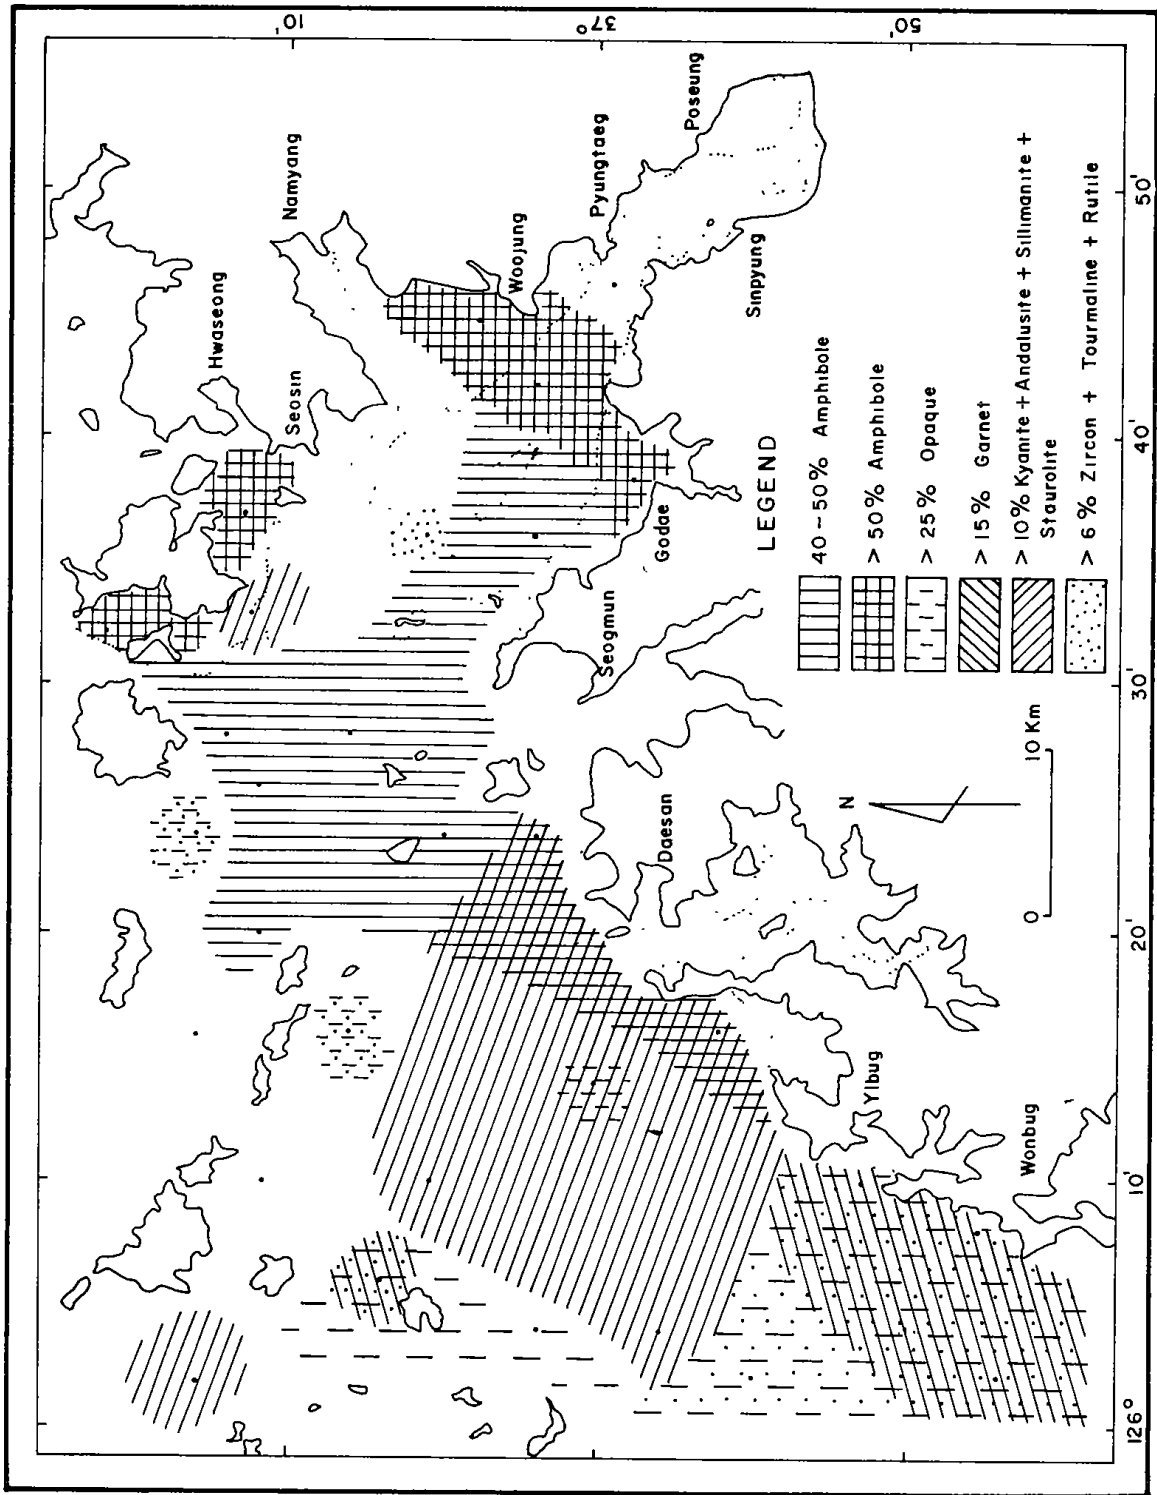 10'
37°
50'
Namyang
Hwaseong
Seosin
Woojung
Pyungtaeg
Poseung
Sinpyung
Godae
Seogmun
Daesan
Ylbug
Wonbug
LEGEND
40~50% Amphibole
> 50% Amphibole
> 25% Opaque
> 15% Garnet
> 10% Kyanite + Andalusite + Sillimanite +
Staurolite
> 6% Zircon + Tourmaline + Rutile
N
0 10 Km
126°
10'
20'
30'
40'
50'